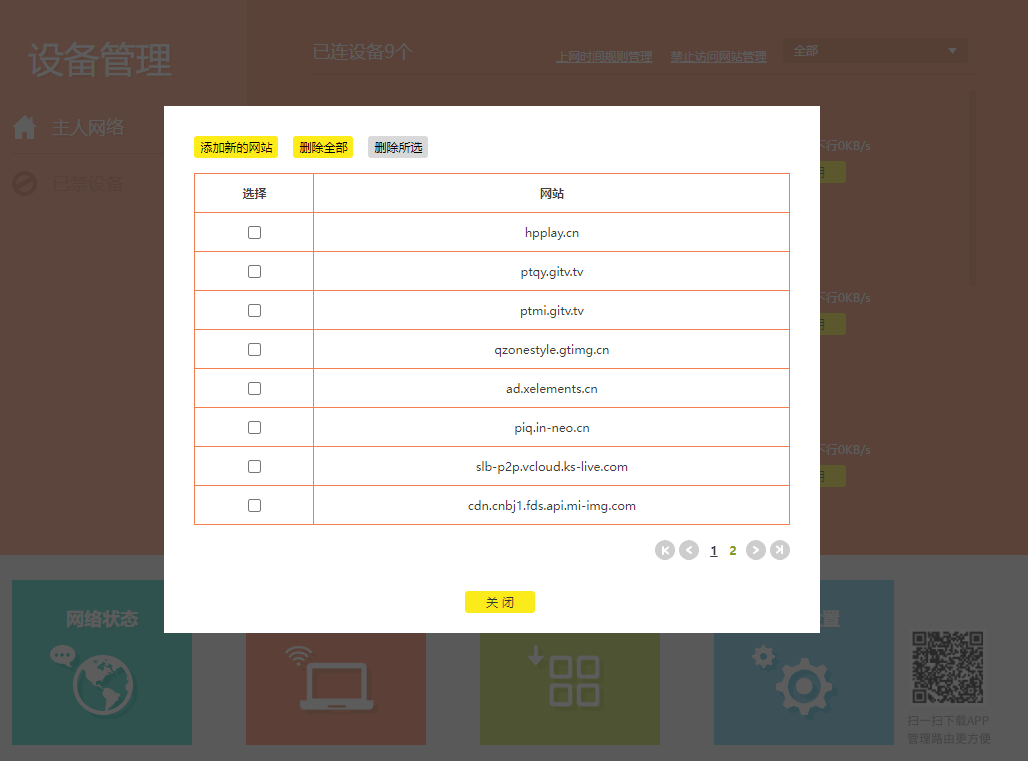 设备管理
已连设备9个
上网时间规则管理
禁止访问网站管理
全部
主人网络
已禁设备
添加新的网站
删除全部
删除所选
选择
网站
hpplay.cn
ptqy.gitv.tv
ptmi.gitv.tv
qzonestyle.gtimg.cn
ad.xelements.cn
piq.in-neo.cn
slb-p2p.vcloud.ks-live.com
cdn.cnbj1.fds.api.mi-img.com
1 2
关 闭
下行0KB/s
下行0KB/s
下行0KB/s
网络状态
置
扫一扫下载APP
管理路由更方便